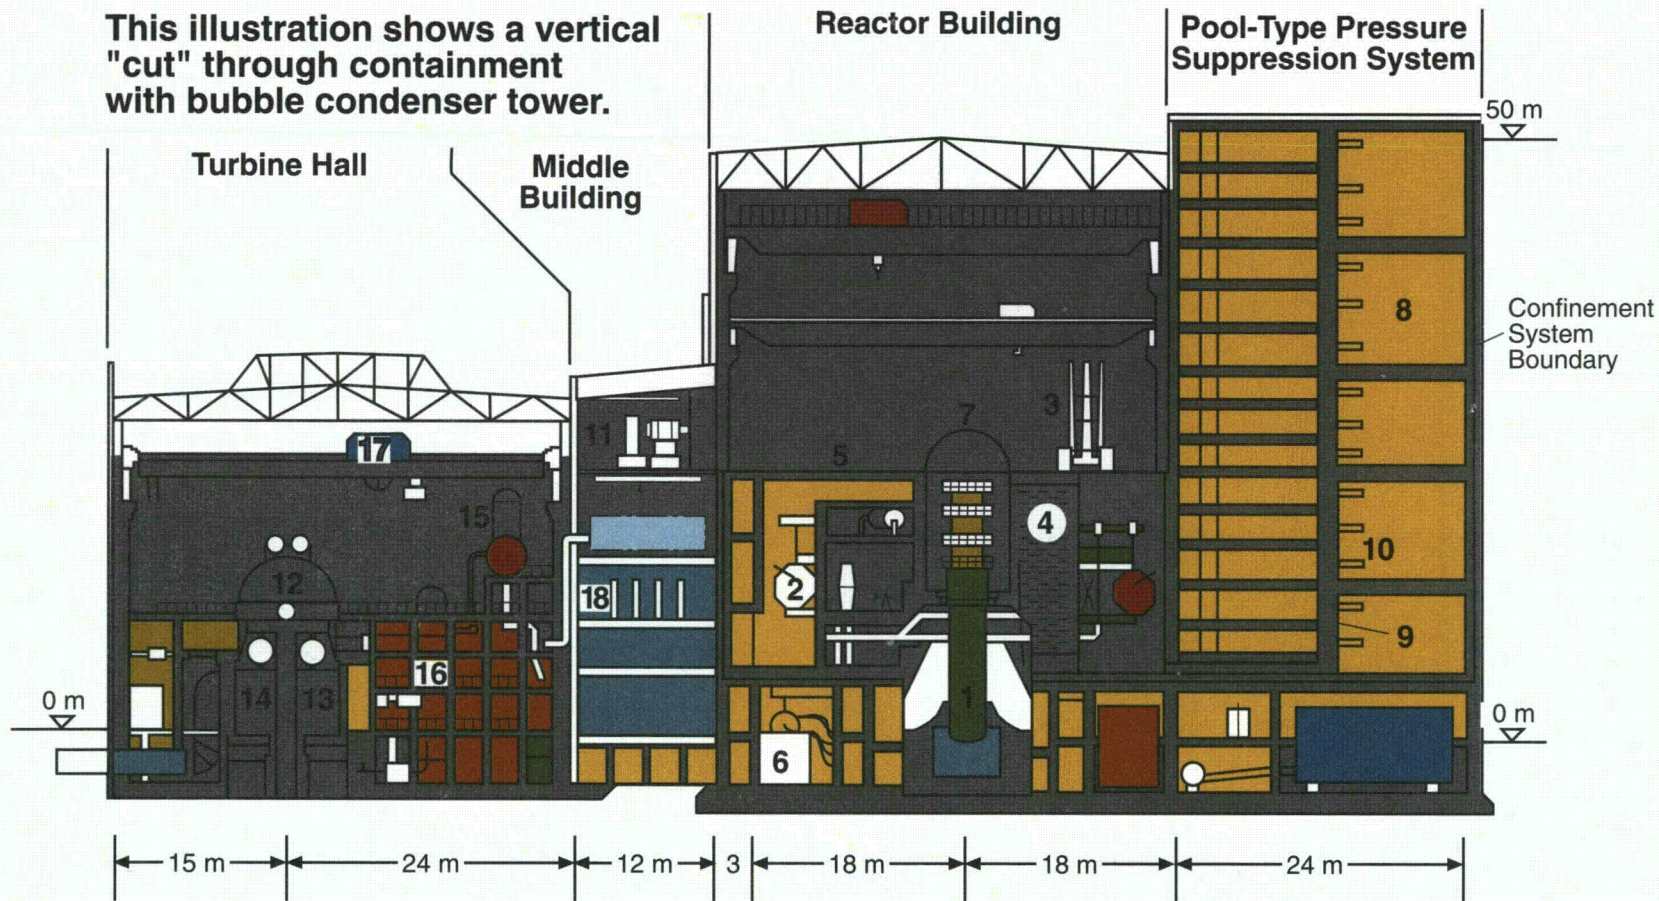 This illustration shows a vertical
"cut" through containment
with bubble condenser tower.
Reactor Building
Pool-Type Pressure
Suppression System
50 m
Turbine Hall
Middle
Building
8
Confinement
System
Boundary
3
7
17
11
5
15
4
10
12
2
18
9
16
14
13
1
0 m
0 m
6
15 m
24 m
12 m
3
18 m
18 m
24 m